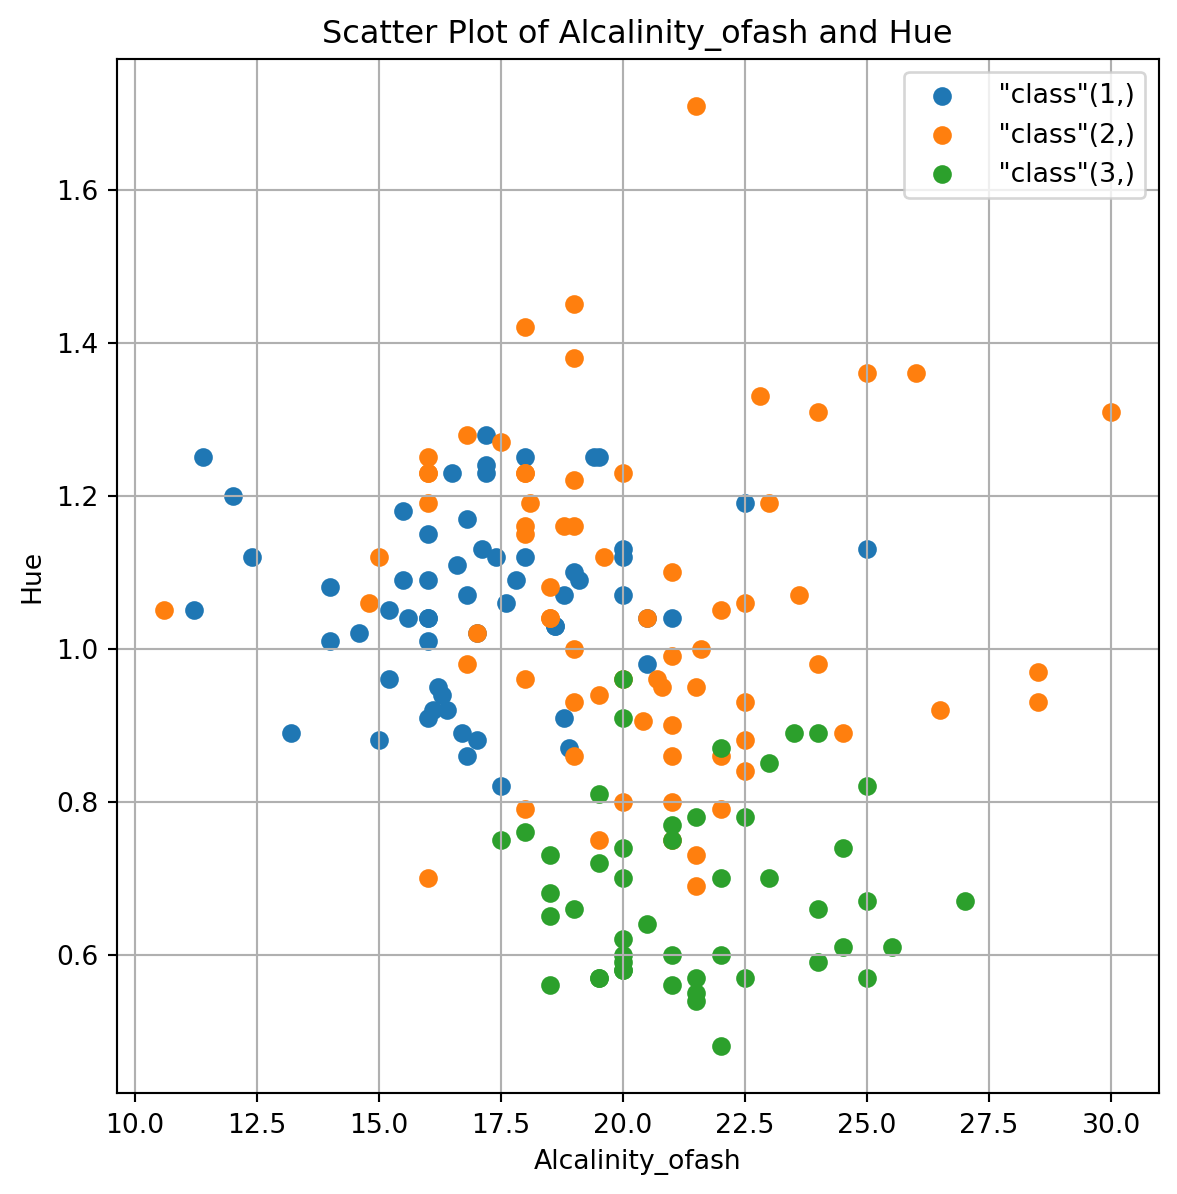 Scatter Plot of Alcalinity_ofash and Hue
"class"(1,)
"class"(2,)
"class"(3,)
Hue
1.6
1.4
1.2
1.0
0.8
0.6
10.0 12.5 15.0 17.5 20.0 22.5 25.0 27.5 30.0
Alcalinity_ofash